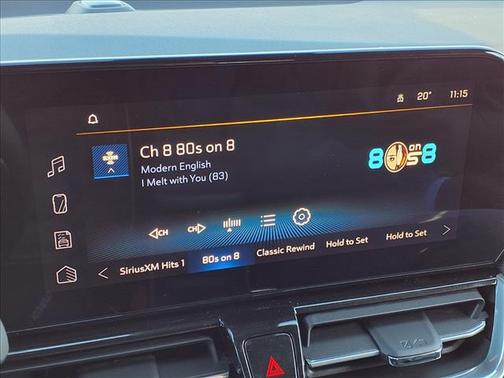 20° 11:15
Ch 8 80s on 8
Modern English
I Melt with You (83)
80s on 8
CH CH
SiriusXM Hits 1 80s on 8 Classic Rewind Hold to Set Hold to Set